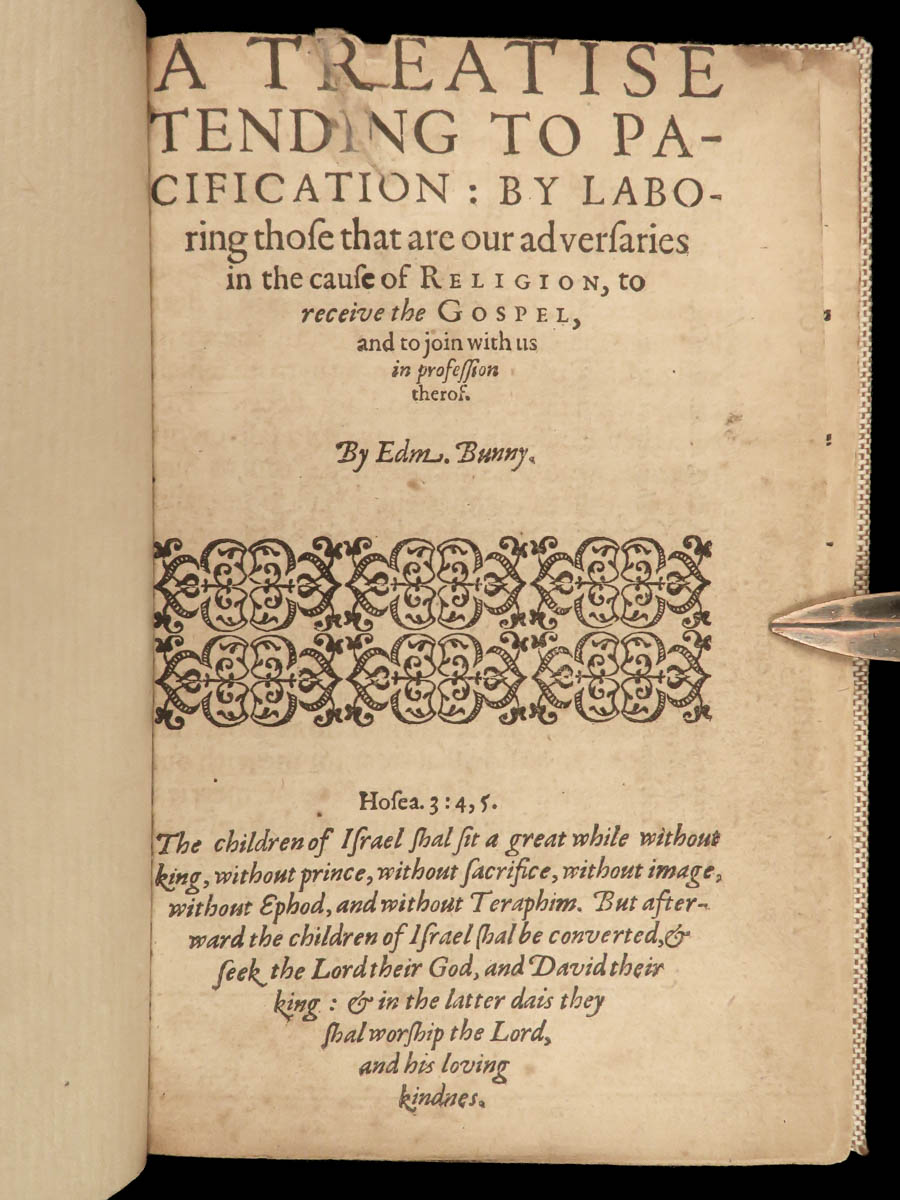 A TREATISE
TENDING TO PA-
CIFICATION : BY LABO-
ring thoſe that are our adverſaries
in the cauſe of RELIGION, to
receive the GOSPEL,
and to join with us
in profeſſion
therof.
By Edm. Bunny.
Hoſea. 3 : 4, 5.
The children of Iſrael ſhal ſit a great while without
king, without prince, without ſacrifice, without image,
without Ephod, and without Teraphim. But after-
ward the children of Iſrael ſhal be converted, &
ſeek the Lord their God, and David their
king : & in the latter dais they
ſhal worſhip the Lord,
and his loving
kindnes.